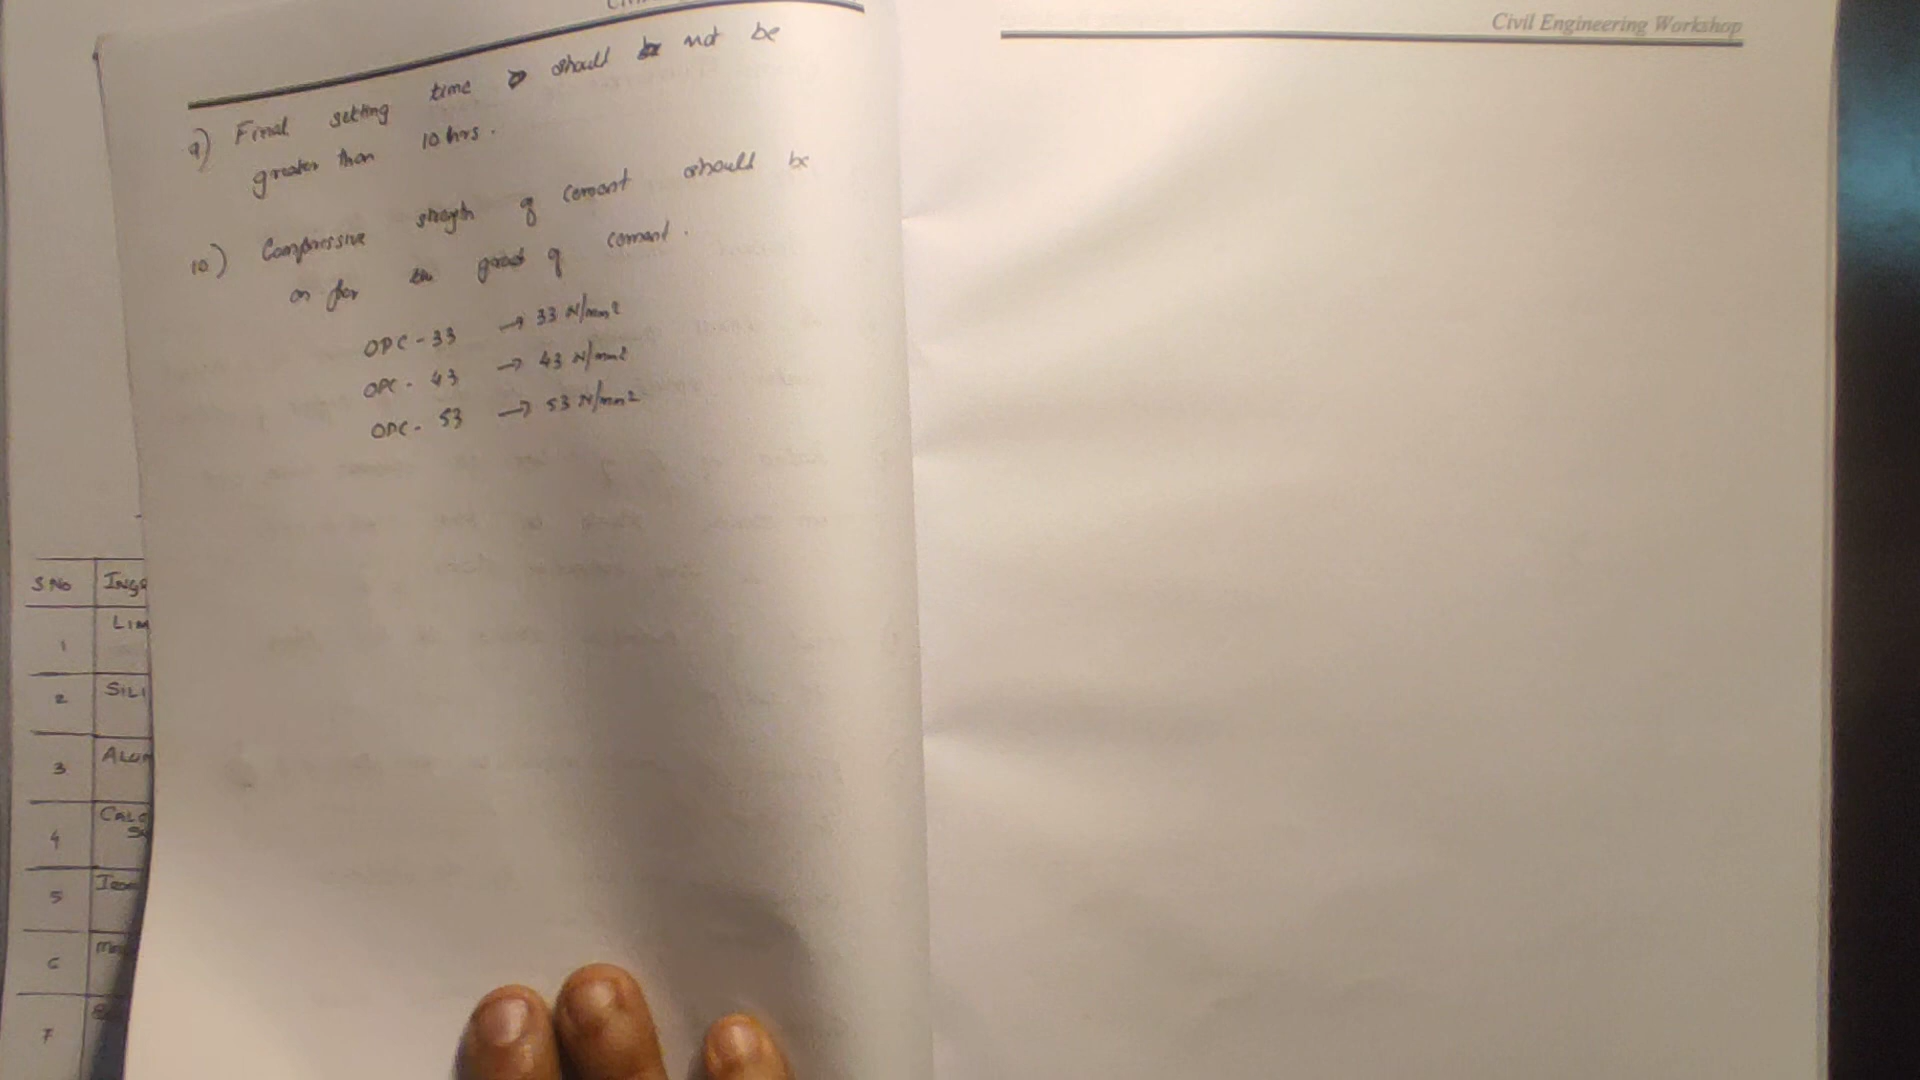 Civil Engineering Workshop
9) Final setting time should not be
greater than 10 hrs.
10) Compressive strength of cement should be
as per the grade of cement.
OPC - 33 → 33 N/mm2
OPC - 43 → 43 N/mm2
OPC - 53 → 53 N/mm2
S No
1
2
3
4
5
6
7